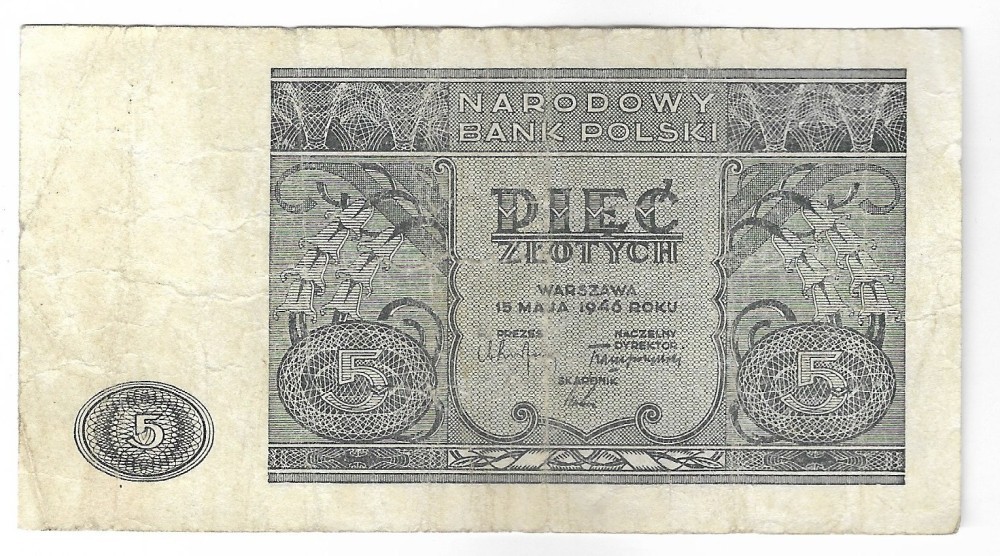 NARODOWY
BANK POLSKI
PIĘĆ
ZŁOTYCH
WARSZAWA
15 MAJA 1946 ROKU
PREZES
NACZELNY
DYREKTOR
SKARBNIK
5
5
5